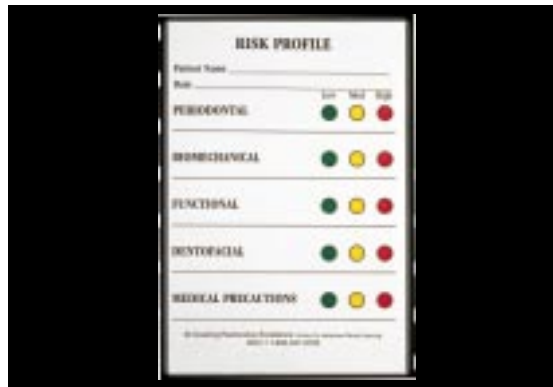 RISK PROFILE
Patient Name
Date
Low Med High
PERIODONTAL
BIOMECHANICAL
FUNCTIONAL
DENTOFACIAL
MEDICAL PRECAUTIONS